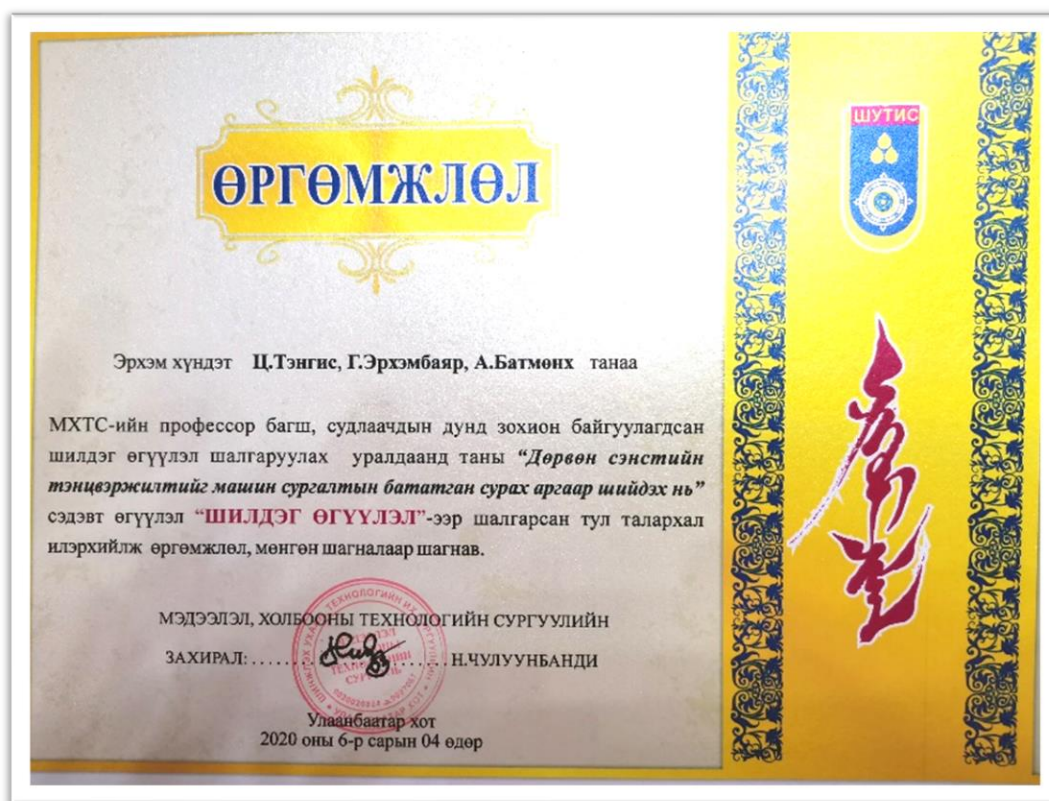 ӨРГӨМЖЛӨЛ
ШУТИС
Эрхэм хүндэт Ц.Тэнгис, Г.Эрхэмбаяр, А.Батмөнх танаа
МХТС-ийн профессор багш, судлаачдын дунд зохион байгуулагдсан
шилдэг өгүүлэл шалгаруулах уралдаанд таны “Дөрвөн сэнстийн
тэнцвэржилтийг машин сургалтын бататган сурах аргаар шийдэх нь”
сэдэвт өгүүлэл “ШИЛДЭГ ӨГҮҮЛЭЛ”-ээр шалгарсан тул талархал
илэрхийлж өргөмжлөл, мөнгөн шагналаар шагнав.
МЭДЭЭЛЭЛ, ХОЛБООНЫ ТЕХНОЛОГИЙН СУРГУУЛИЙН
ЗАХИРАЛ:.................... Н.ЧУЛУУНБАНДИ
Улаанбаатар хот
2020 оны 6-р сарын 04 өдөр